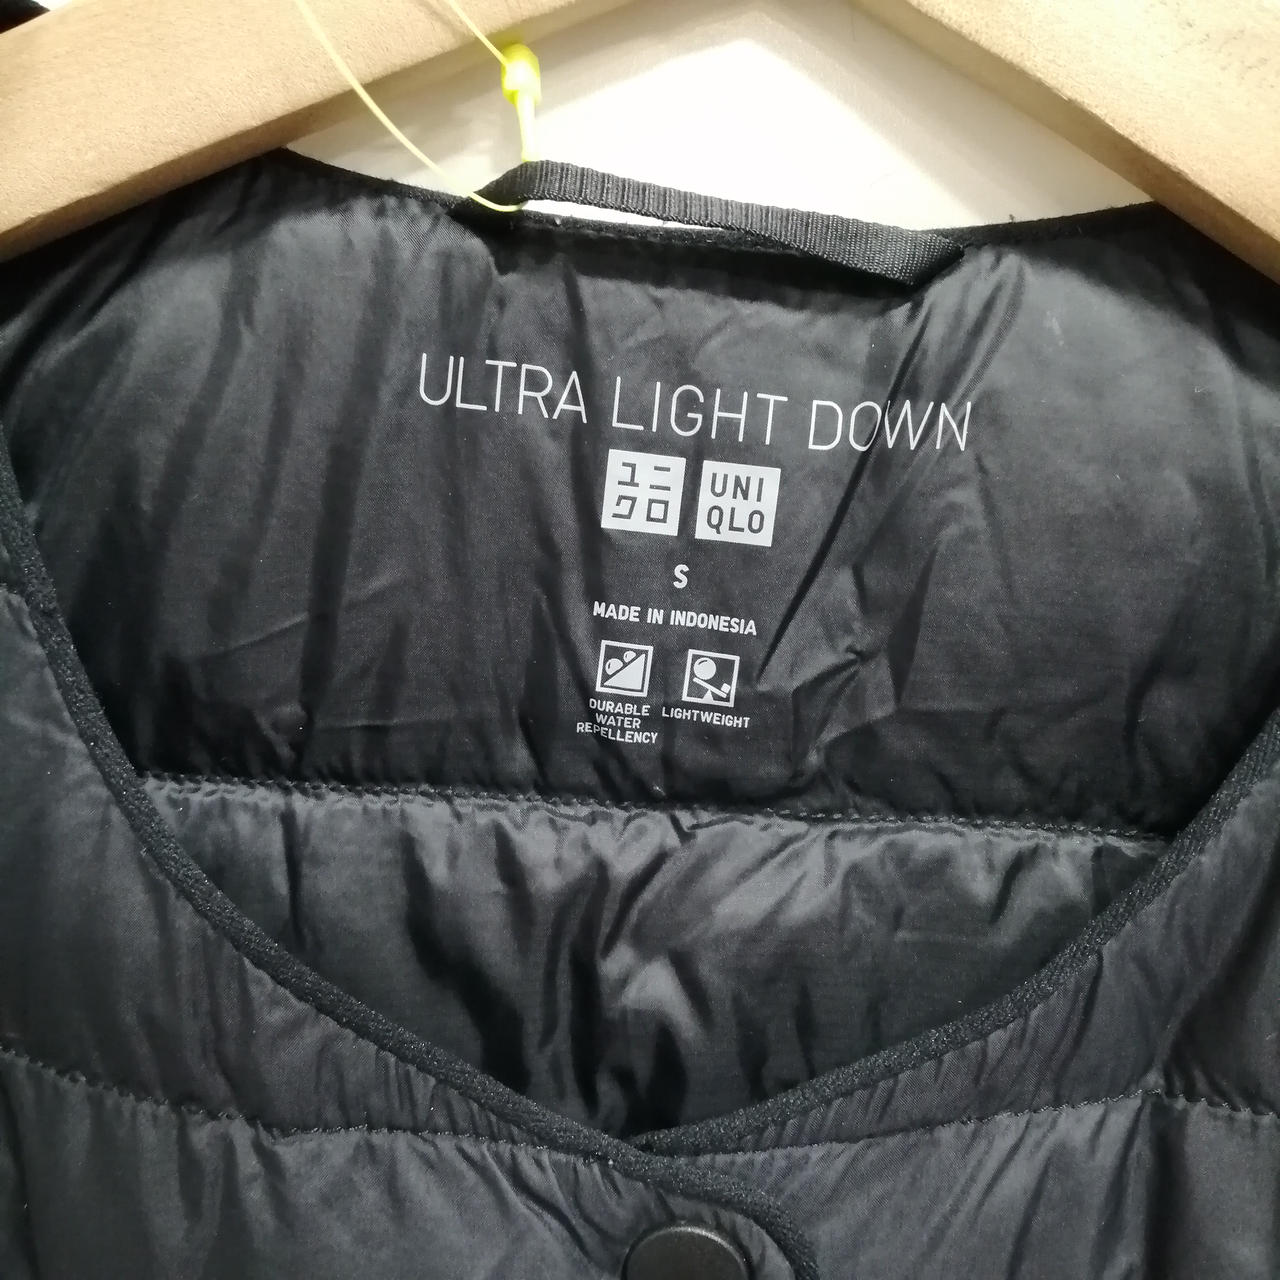 ULTRA LIGHT DOWN
ユニ
クロ
UNI
QLO
S
MADE IN INDONESIA
DURABLE
WATER
REPELLENCY
LIGHTWEIGHT